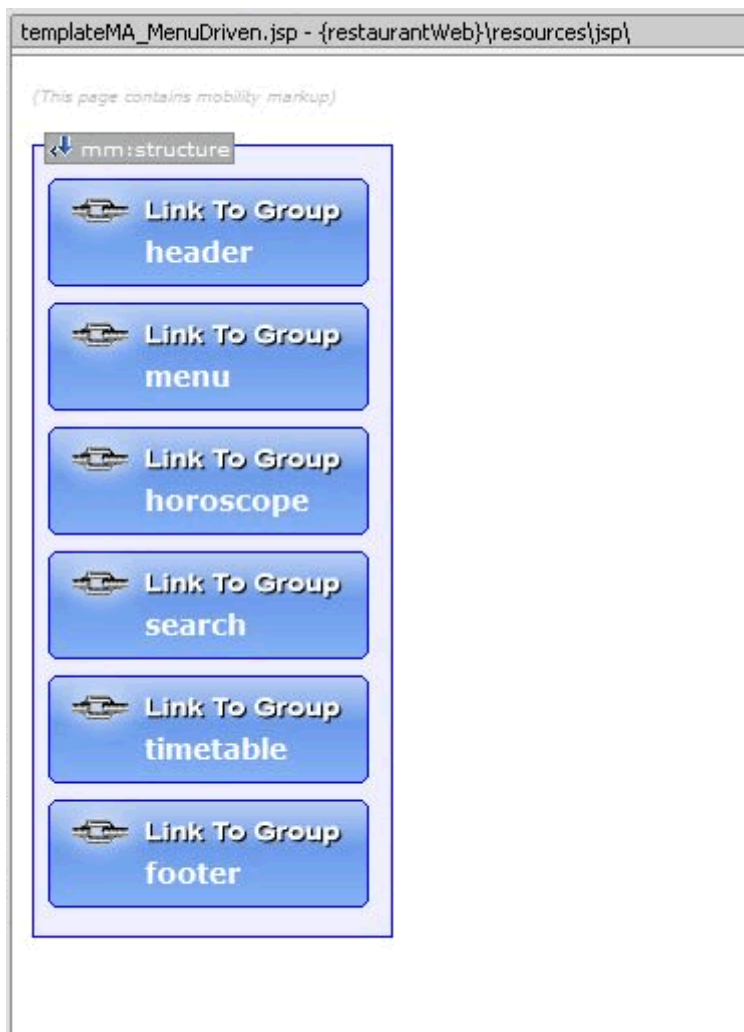 templateMA_MenuDriven.jsp - {restaurantWeb}\resources\jsp\
(This page contains mobility markup)
mm:structure
Link To Group
header
Link To Group
menu
Link To Group
horoscope
Link To Group
search
Link To Group
timetable
Link To Group
footer